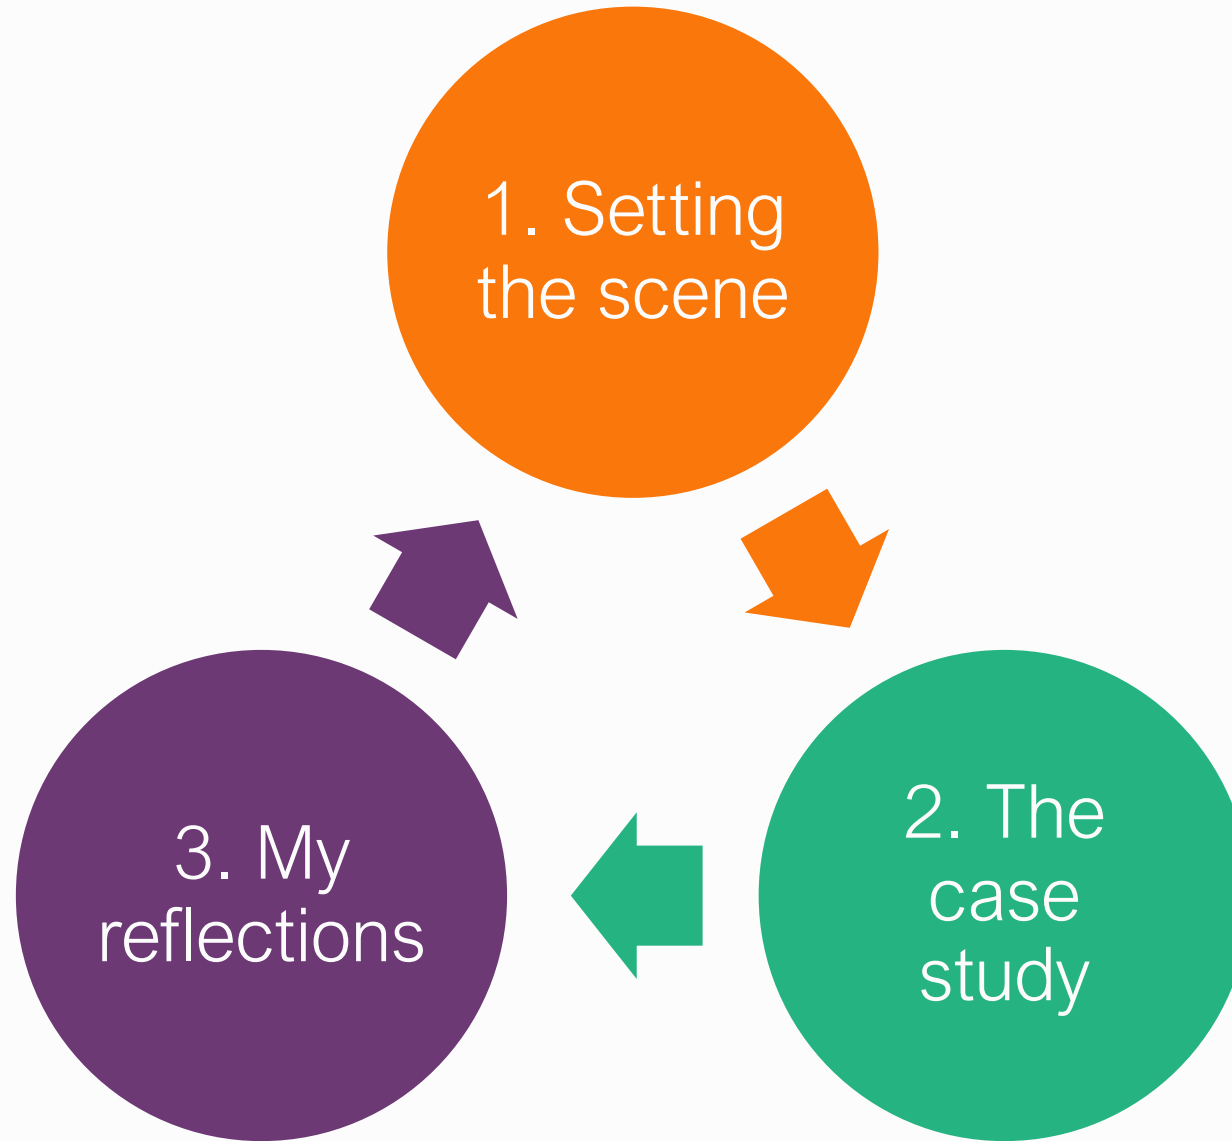 1. Setting
the scene
2. The
case
study
3. My
reflections